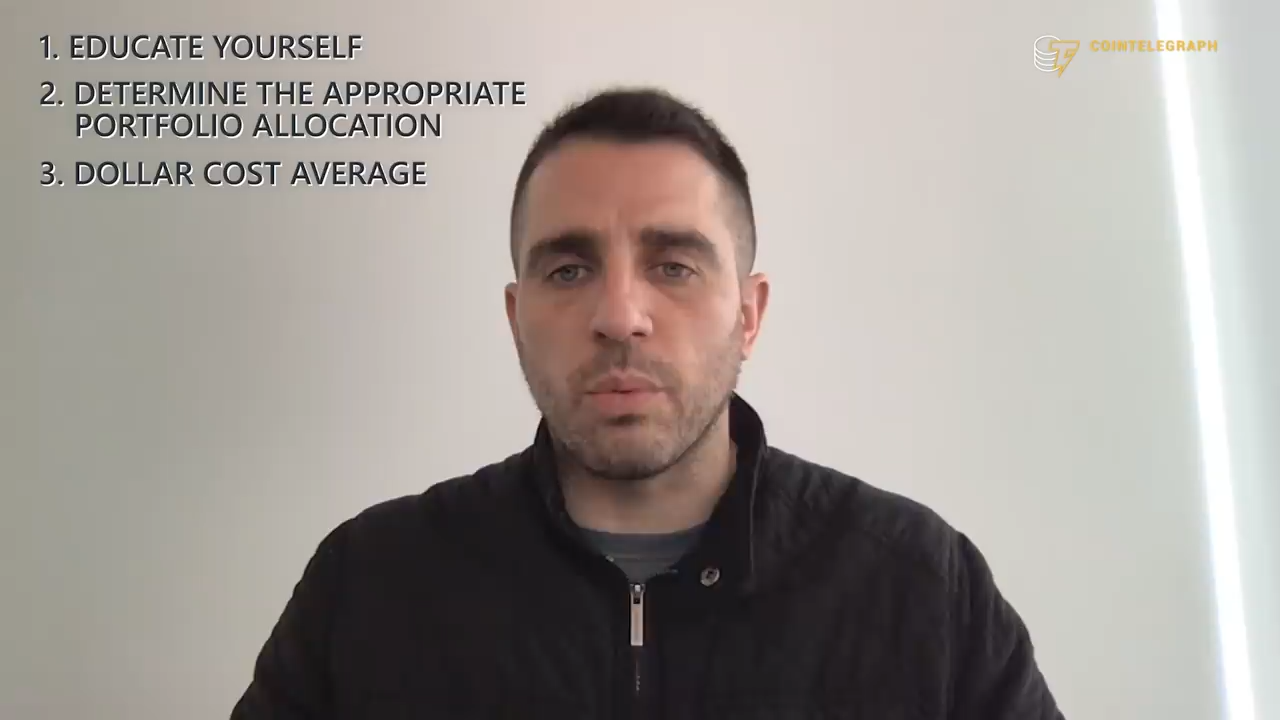 1. EDUCATE YOURSELF
2. DETERMINE THE APPROPRIATE
PORTFOLIO ALLOCATION
3. DOLLAR COST AVERAGE
COINTELEGRAPH